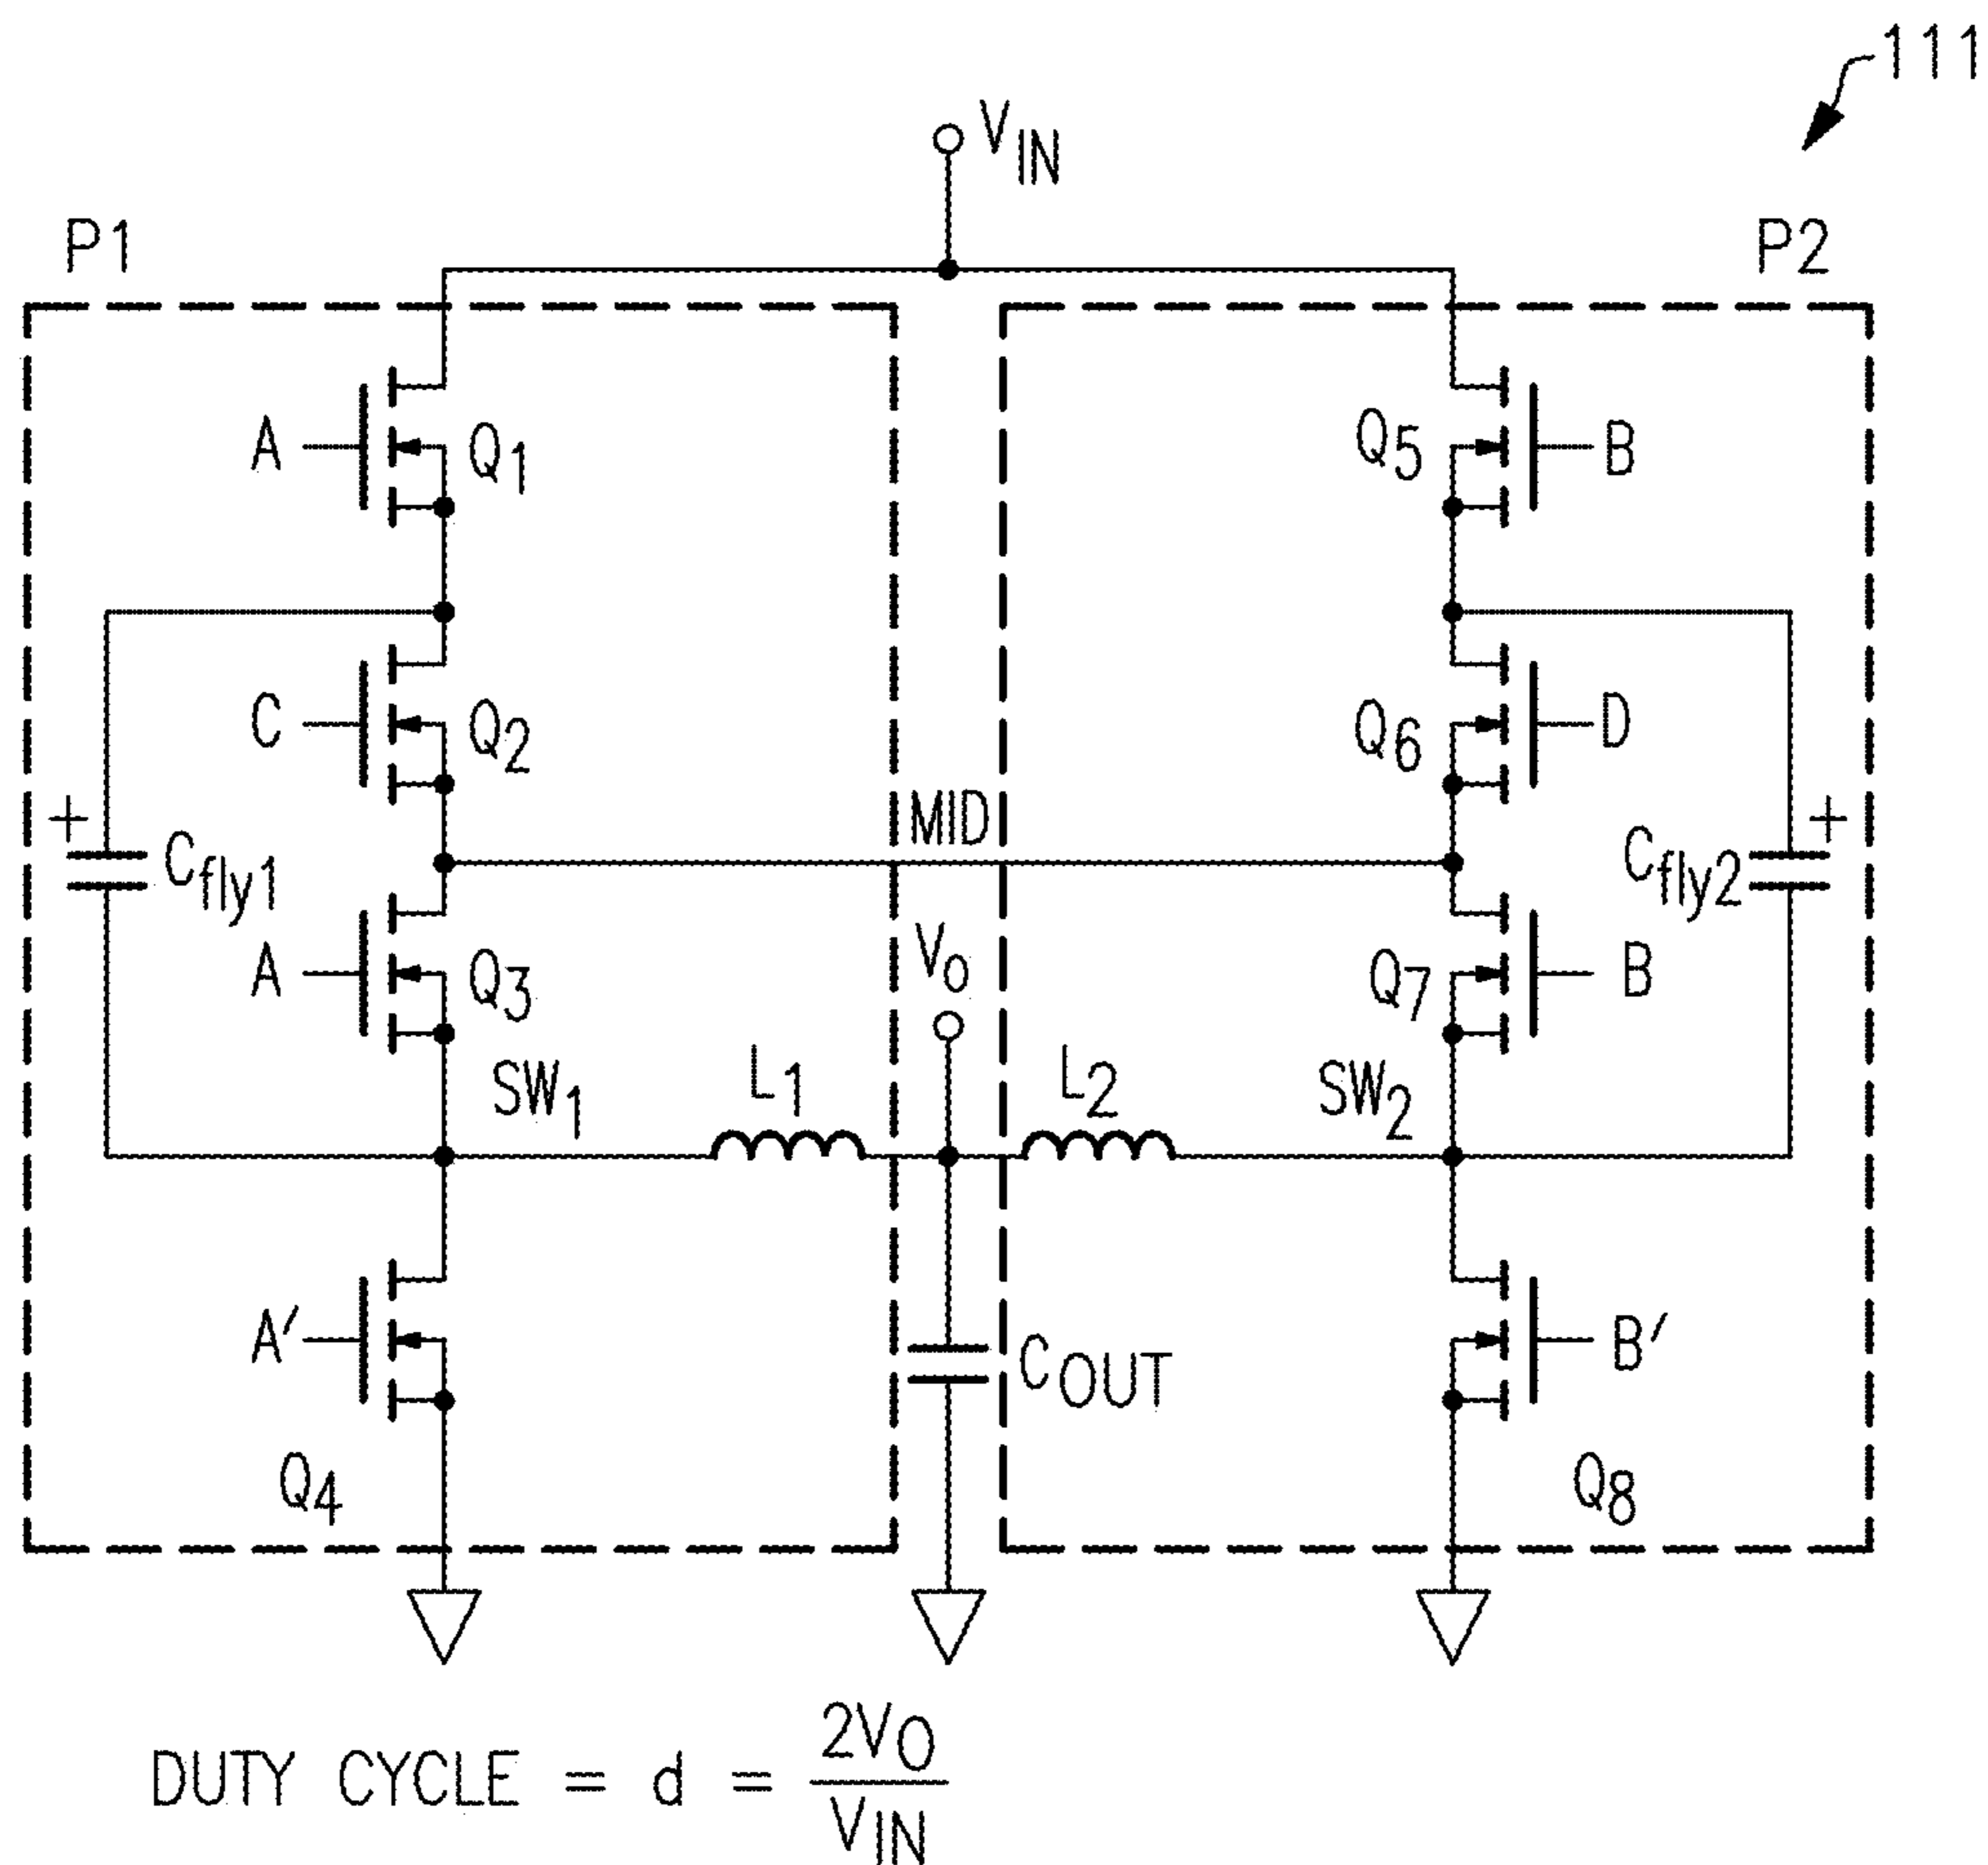 111
V_IN
P1
P2
A
Q1
Q5
B
C
Q2
Q6
D
+
Cfly1
MID
Cfly2
+
A
Q3
VO
Q7
B
SW1
L1
L2
SW2
A′
COUT
B′
Q4
Q8
DUTY CYCLE = d = 2VO / VIN